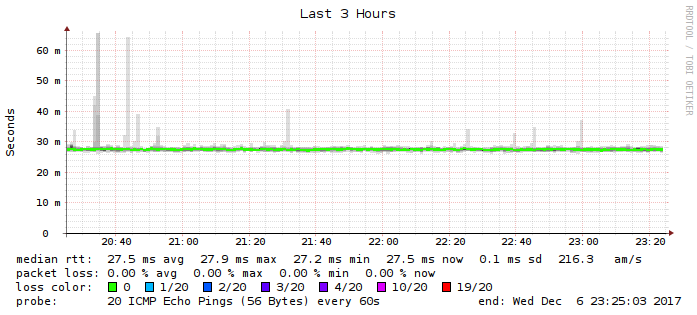 Last 3 Hours
RRDTOOL / TOBI OETIKER
Seconds
60 m
50 m
40 m
30 m
20 m
10 m
0
20:40 21:00 21:20 21:40 22:00 22:20 22:40 23:00 23:20
median rtt: 27.5 ms avg 27.9 ms max 27.2 ms min 27.5 ms now 0.1 ms sd 216.3 am/s
packet loss: 0.00 % avg 0.00 % max 0.00 % min 0.00 % now
loss color: 0 1/20 2/20 3/20 4/20 10/20 19/20
probe: 20 ICMP Echo Pings (56 Bytes) every 60s end: Wed Dec 6 23:25:03 2017